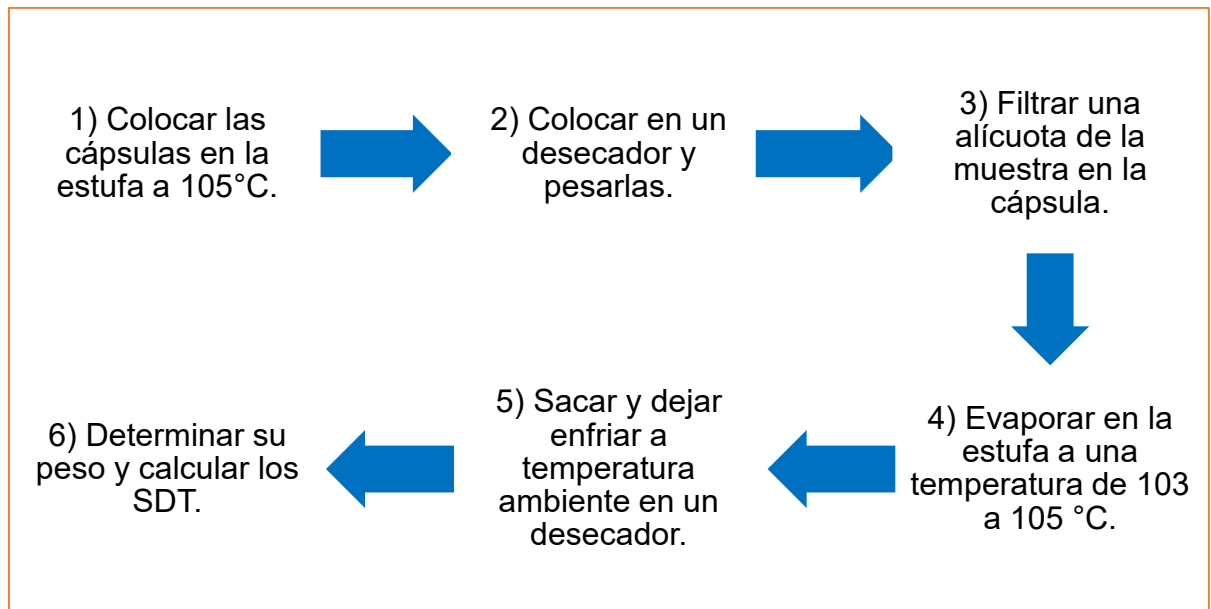 1) Colocar las
cápsulas en la
estufa a 105°C.
2) Colocar en un
desecador y
pesarlas.
3) Filtrar una
alícuota de la
muestra en la
cápsula.
4) Evaporar en la
estufa a una
temperatura de 103
a 105 °C.
5) Sacar y dejar
enfriar a
temperatura
ambiente en un
desecador.
6) Determinar su
peso y calcular los
SDT.